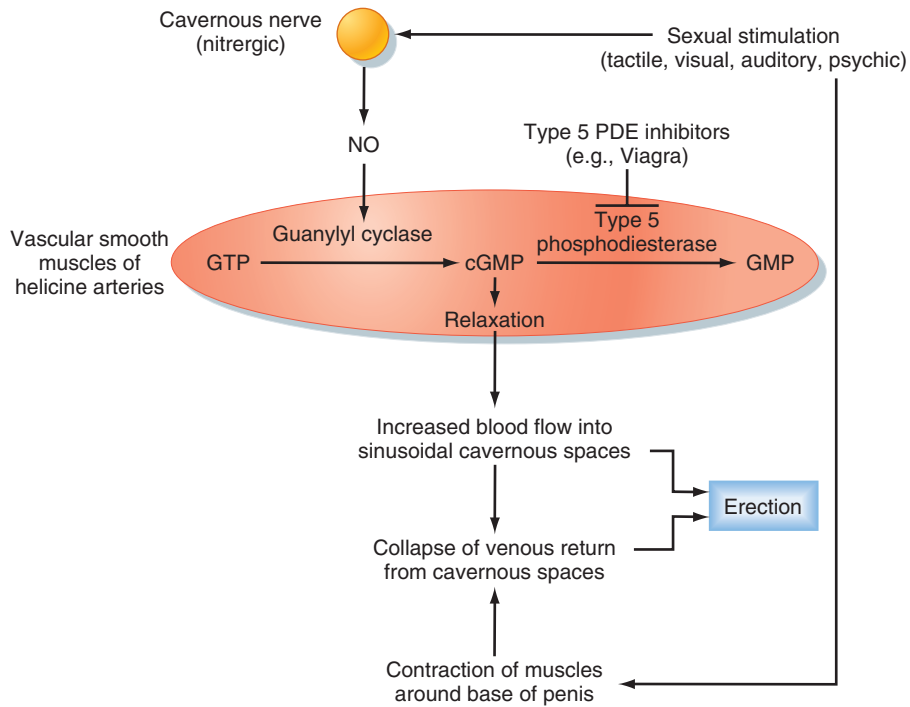 Cavernous nerve
(nitrergic)
Sexual stimulation
(tactile, visual, auditory, psychic)
NO
Type 5 PDE inhibitors
(e.g., Viagra)
Vascular smooth
muscles of
helicine arteries
Guanylyl cyclase
Type 5
phosphodiesterase
GTP
cGMP
GMP
Relaxation
Increased blood flow into
sinusoidal cavernous spaces
Erection
Collapse of venous return
from cavernous spaces
Contraction of muscles
around base of penis